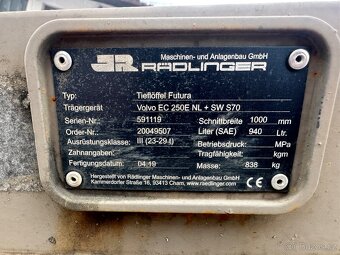 JR Maschinen- und Anlagenbau GmbH
RÄDLINGER
Typ: Tieflöffel Futura
Trägergerät Volvo EC 250E NL + SW S70
Serien-Nr: 591119 Schnittbreite 1000 mm
Order-Nr.: 20049507 Liter (SAE) 940 Ltr.
Ausrüstungsklasse: III (23-29 t) Betriebsdruck: MPa
Zahnangaben: Tragfähigkeit: kgm
Fertigungsdatum: 04.19 Masse: 838 kg
Hergestellt von Rädlinger Maschinen- und Anlagenbau GmbH
Kammerdorfer Straße 16, 93413 Cham, www.raedlinger.com CE